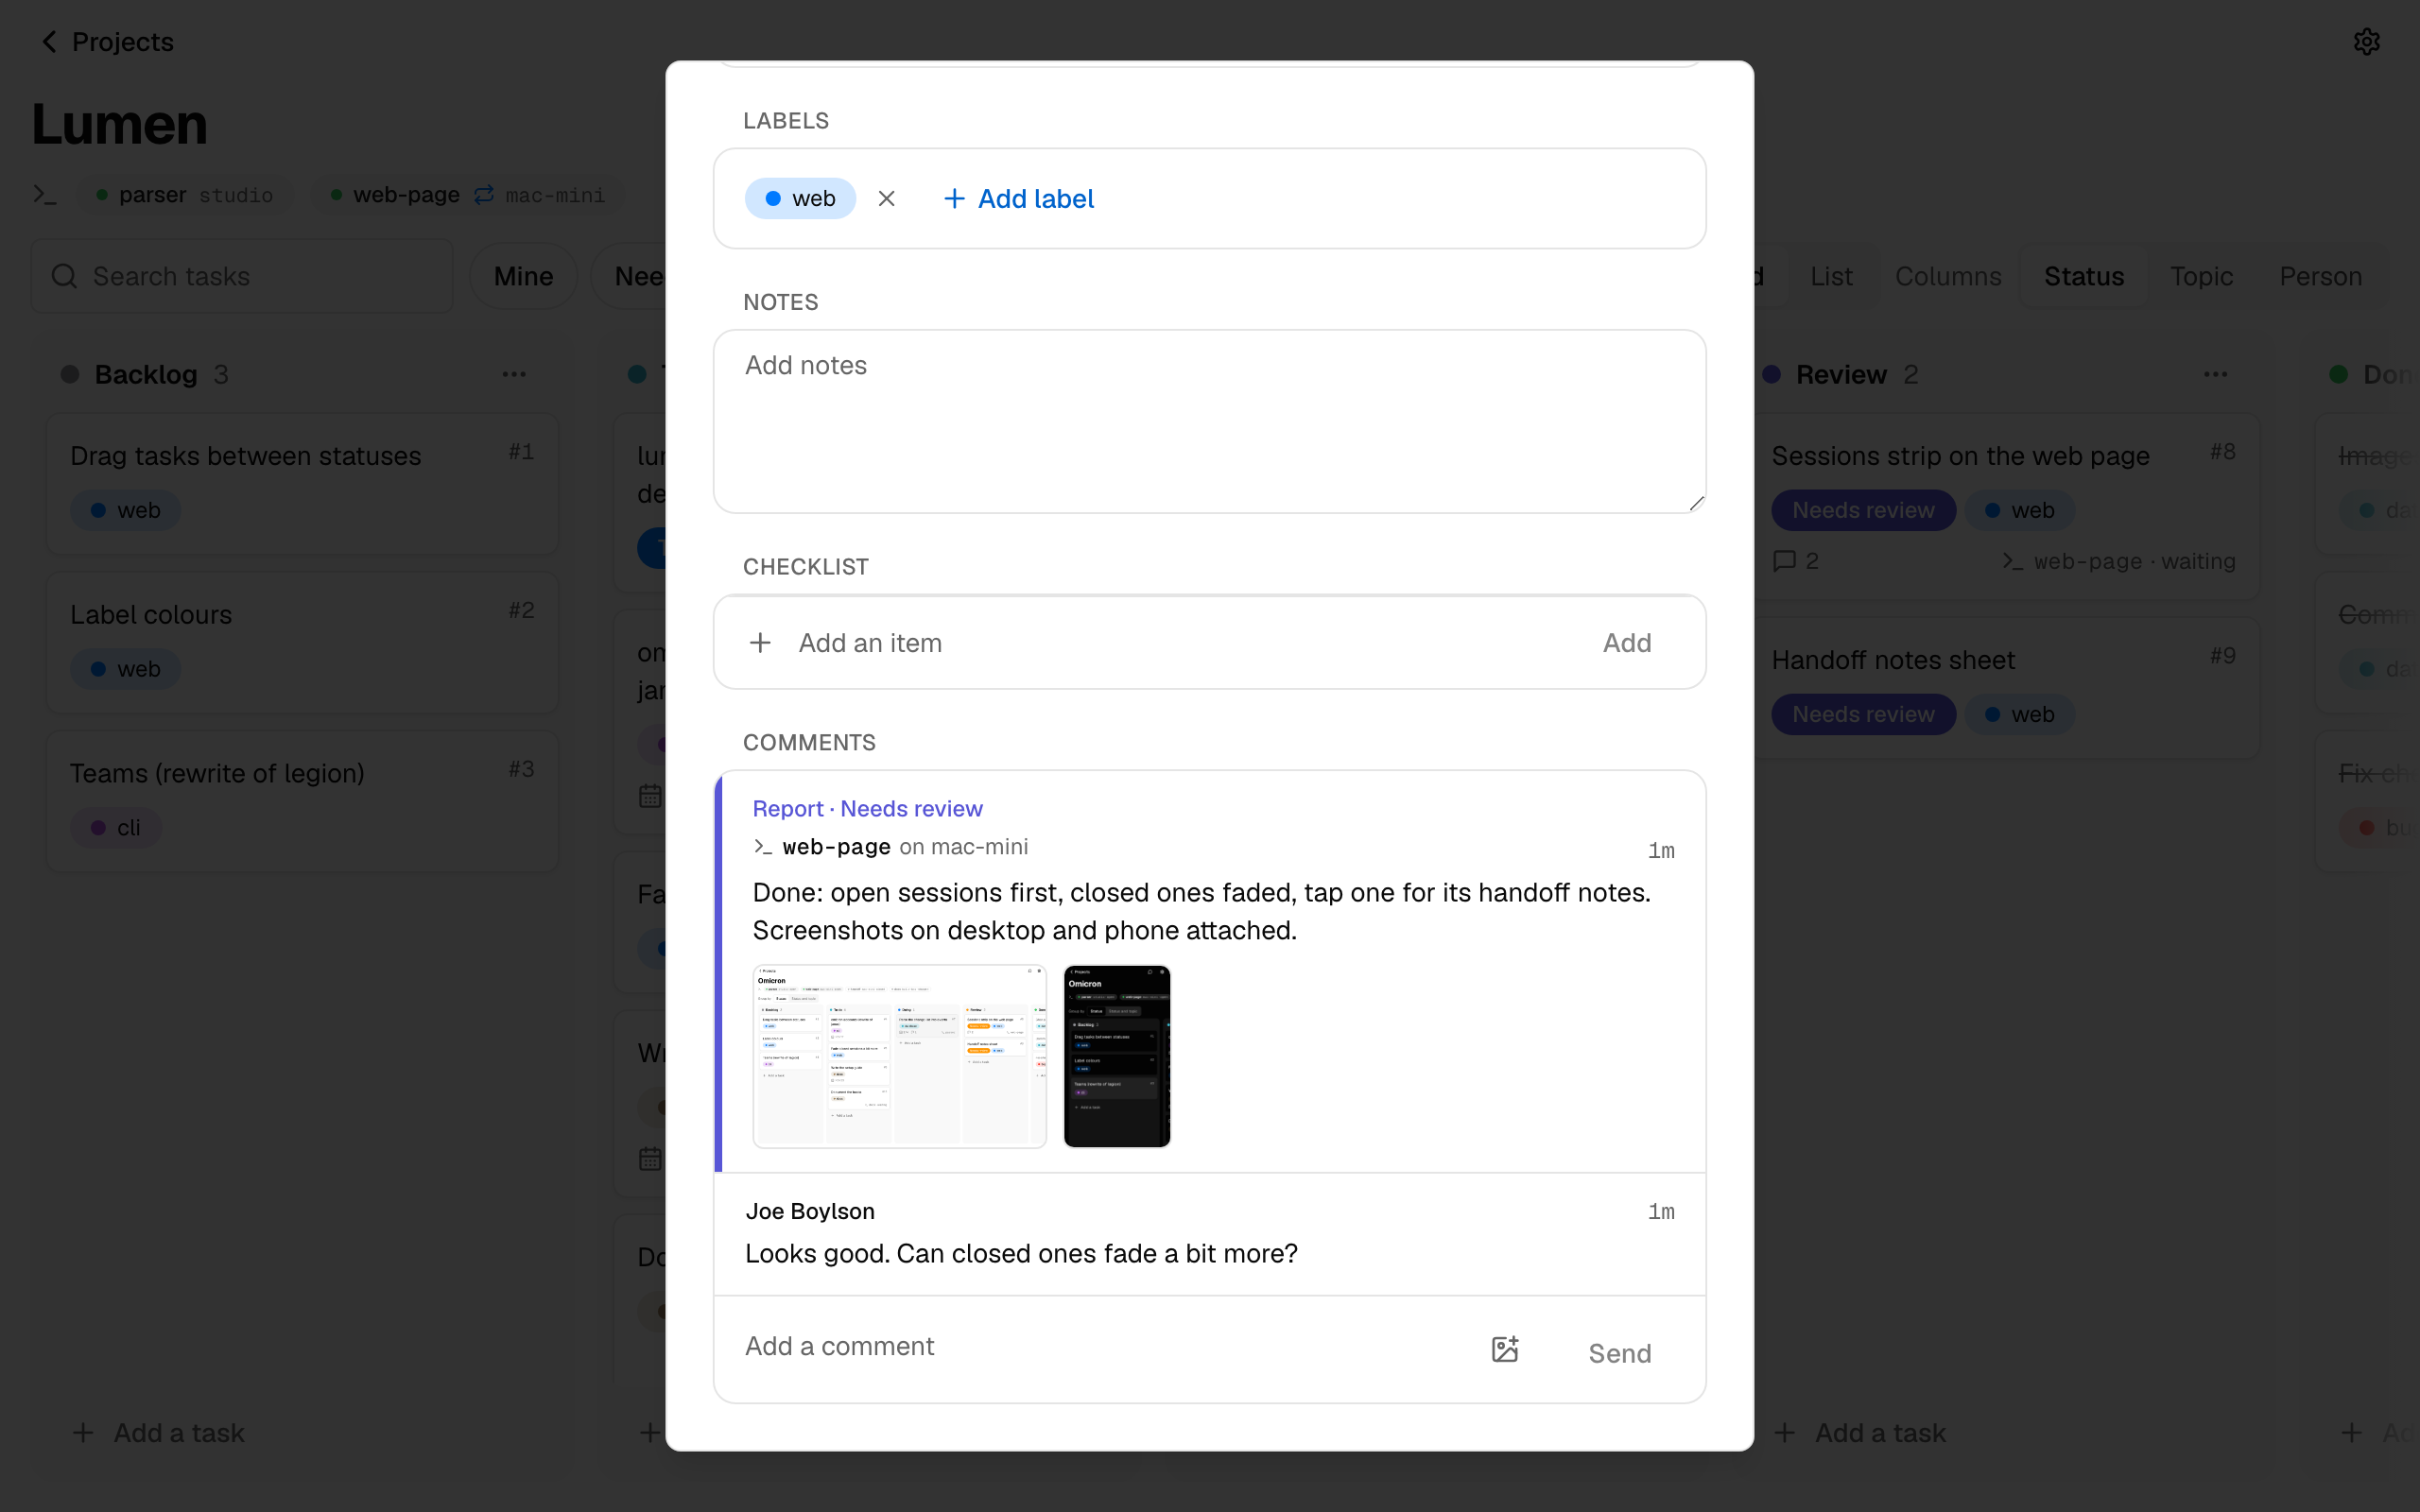 Projects
Lumen
parser studio
web-page mac-mini
Search tasks
Mine
List
Columns
Status
Topic
Person
Backlog 3
Drag tasks between statuses
#1
web
Label colours
#2
web
Teams (rewrite of legion)
#3
cli
Add a task
LABELS
web
Add label
NOTES
Add notes
CHECKLIST
Add an item
Add
COMMENTS
Report · Needs review
web-page on mac-mini
1m
Done: open sessions first, closed ones faded, tap one for its handoff notes.
Screenshots on desktop and phone attached.
Projects
Omicron
Projects
Omicron
Joe Boylson
1m
Looks good. Can closed ones fade a bit more?
Add a comment
Send
Review 2
Sessions strip on the web page
#8
Needs review
web
2
web-page · waiting
Handoff notes sheet
#9
Needs review
web
Add a task